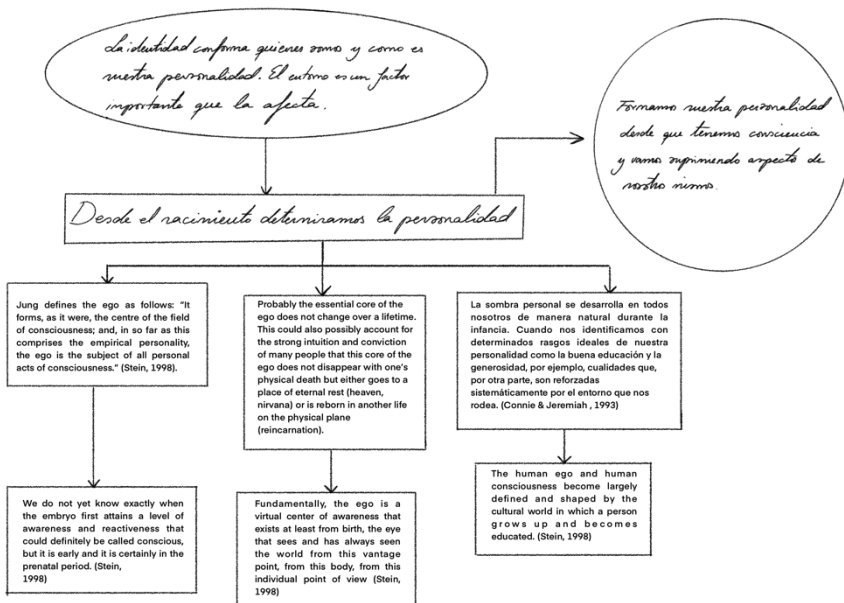 La identidad conforma quienes somos y como es
nuestra personalidad. El entorno es un factor
importante que la afecta.
Formamos nuestra personalidad
desde que tenemos consciencia
y vamos suprimiendo aspecto de
nosotro mismos.
Desde el nacimiento determinamos la personalidad
Jung defines the ego as follows: “It
forms, as it were, the centre of the field
of consciousness; and, in so far as this
comprises the empirical personality,
the ego is the subject of all personal
acts of consciousness.” (Stein, 1998).
Probably the essential core of the
ego does not change over a lifetime.
This could also possibly account for
the strong intuition and conviction
of many people that this core of the
ego does not disappear with one’s
physical death but either goes to a
place of eternal rest (heaven,
nirvana) or is reborn in another life
on the physical plane
(reincarnation).
La sombra personal se desarrolla en todos
nosotros de manera natural durante la
infancia. Cuando nos identificamos con
determinados rasgos ideales de nuestra
personalidad como la buena educación y la
generosidad, por ejemplo, cualidades que,
por otra parte, son reforzadas
sistemáticamente por el entorno que nos
rodea. (Connie & Jeremiah , 1993)
We do not yet know exactly when
the embryo first attains a level of
awareness and reactiveness that
could definitely be called conscious,
but it is early and it is certainly in the
prenatal period. (Stein,
1998)
Fundamentally, the ego is a
virtual center of awareness that
exists at least from birth, the eye
that sees and has always seen
the world from this vantage
point, from this body, from this
individual point of view (Stein,
1998)
The human ego and human
consciousness become largely
defined and shaped by the
cultural world in which a person
grows up and becomes
educated. (Stein, 1998)